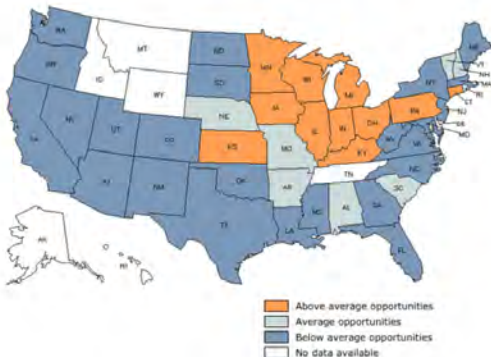 WA
MT
ND
MN
ME
ID
SD
WI
MI
NY
VT
NH
MA
RI
CT
WY
IA
PA
NJ
NE
MD
NV
UT
CO
IL
IN
OH
WV
VA
KS
MO
KY
CA
AZ
NM
OK
AR
TN
NC
SC
TX
LA
MS
AL
GA
FL
AK
HI
Above average opportunities
Average opportunities
Below average opportunities
No data available